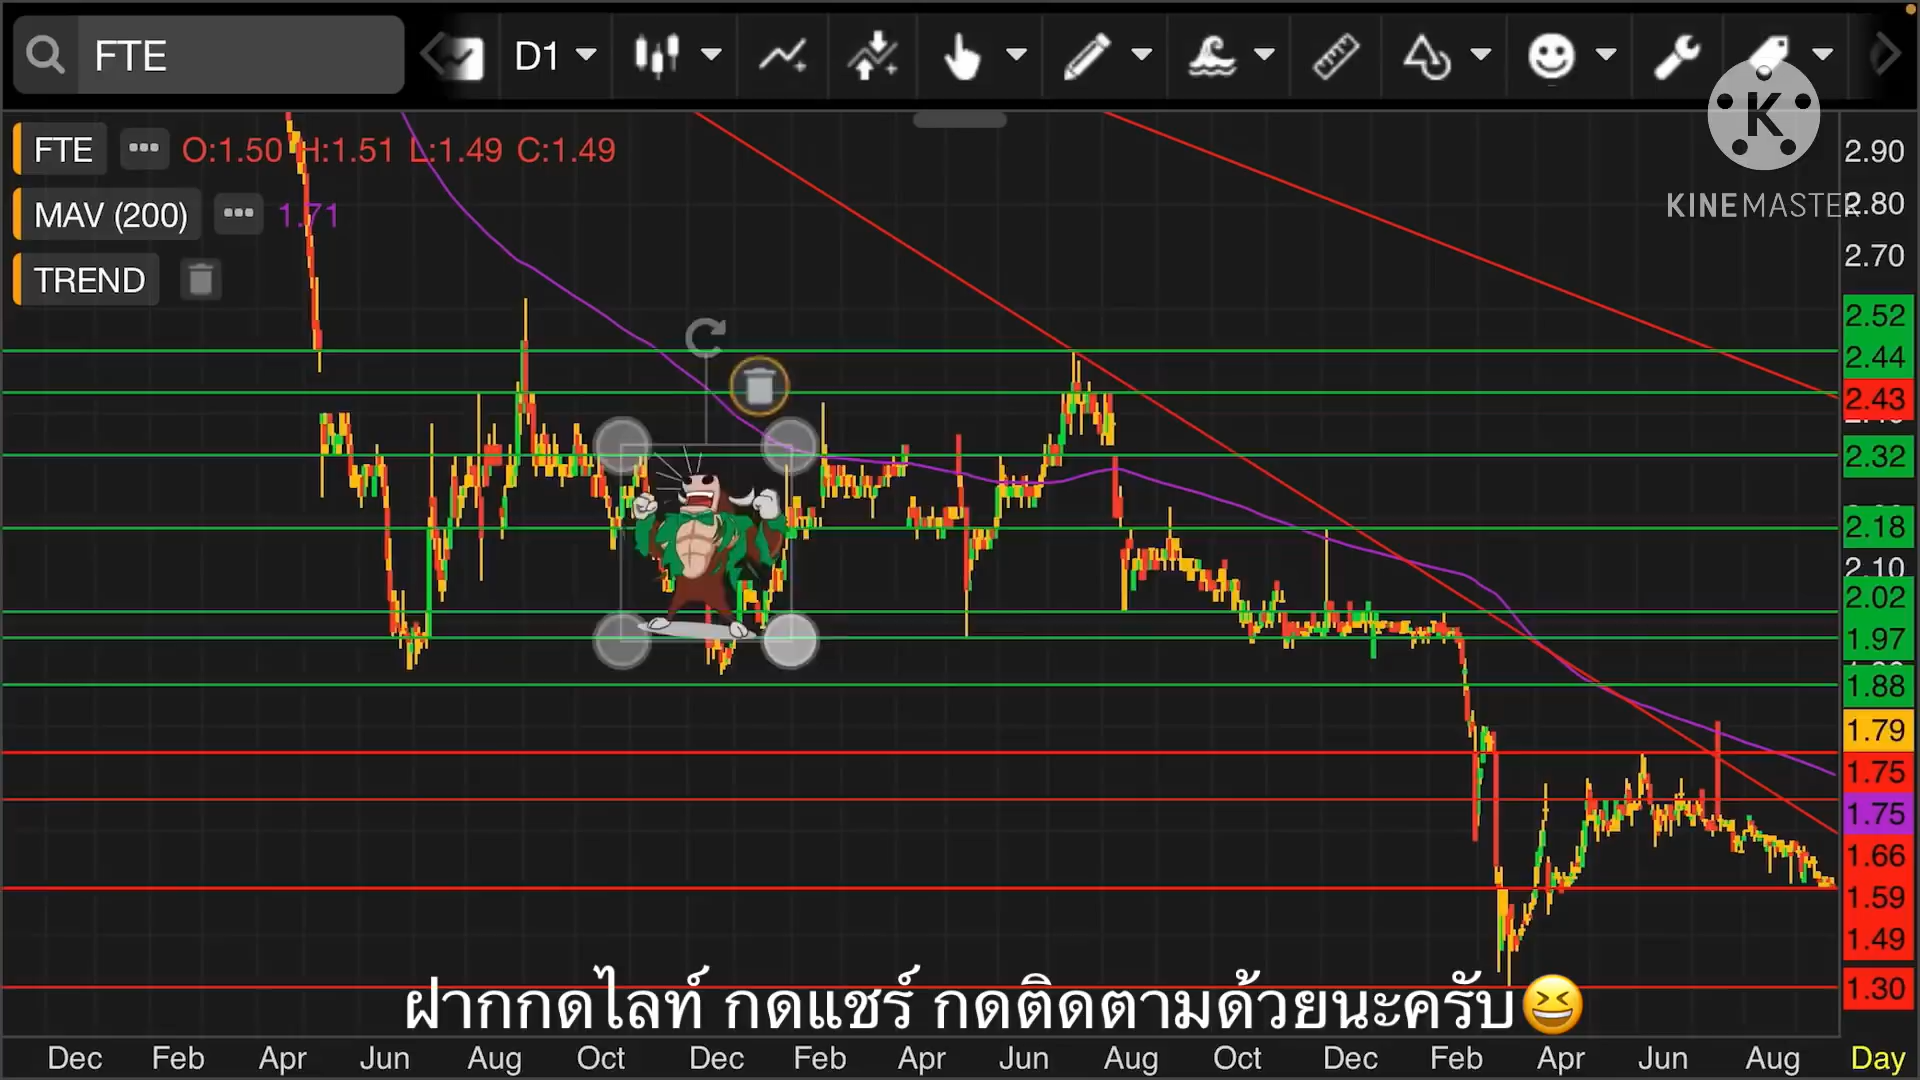 FTE D1
K
KINEMASTER
FTE O:1.50 H:1.51 L:1.49 C:1.49
MAV (200) 1.71
TREND
2.90
2.80
2.70
2.52
2.44
2.43
2.32
2.18
2.10
2.02
1.97
1.88
1.79
1.75
1.75
1.66
1.59
1.49
1.30
ฝากกดไลท์ กดแชร์ กดติดตามด้วยนะครับ😆
Dec Feb Apr Jun Aug Oct Dec Feb Apr Jun Aug Oct Dec Feb Apr Jun Aug Day